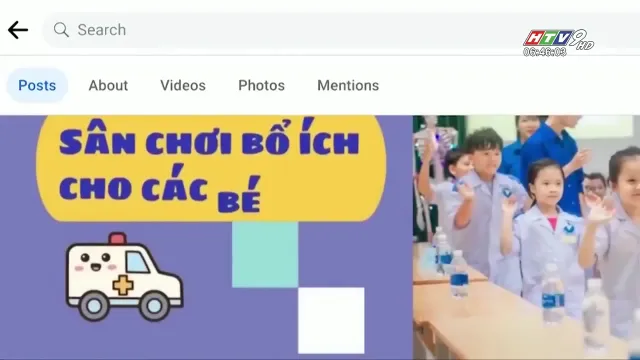 Search
HTV9 HD
06:46:03
Posts About Videos Photos Mentions
SÂN CHƠI BỔ ÍCH
CHO CÁC BÉ